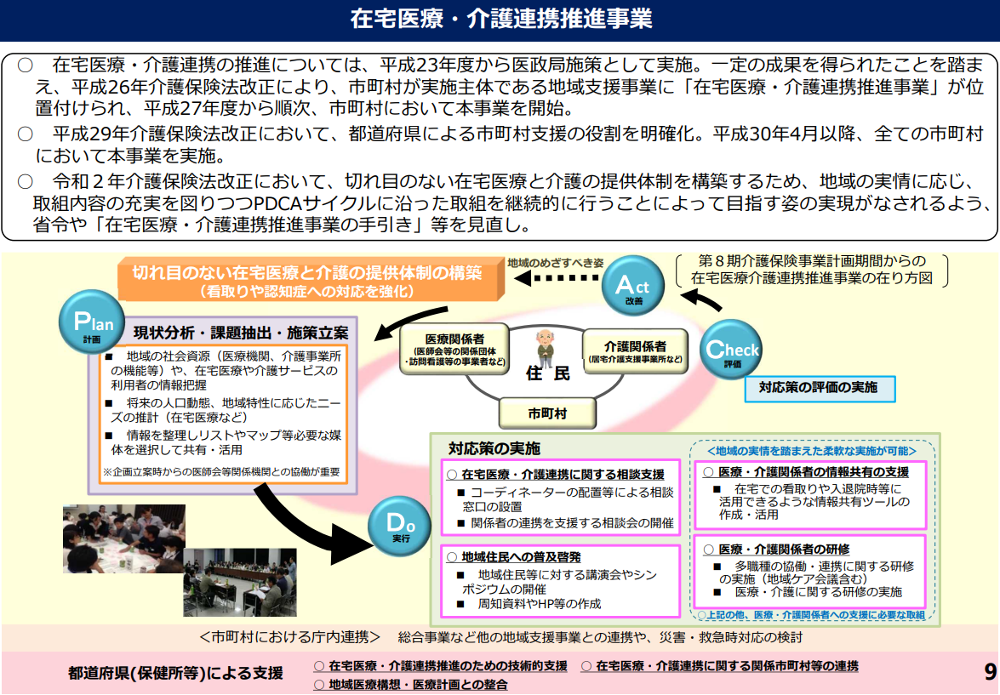 在宅医療・介護連携推進事業
○　在宅医療・介護連携の推進については、平成23年度から医政局施策として実施。一定の成果を得られたことを踏ま
え、平成26年介護保険法改正により、市町村が実施主体である地域支援事業に「在宅医療・介護連携推進事業」が位
置付けられ、平成27年度から順次、市町村において本事業を開始。
○　平成29年介護保険法改正において、都道府県による市町村支援の役割を明確化。平成30年4月以降、全ての市町村
において本事業を実施。
○　令和２年介護保険法改正において、切れ目のない在宅医療と介護の提供体制を構築するため、地域の実情に応じ、
取組内容の充実を図りつつPDCAサイクルに沿った取組を継続的に行うことによって目指す姿の実現がなされるよう、
省令や「在宅医療・介護連携推進事業の手引き」等を見直し。
切れ目のない在宅医療と介護の提供体制の構築
（看取りや認知症への対応を強化）
地域のめざすべき姿
Act
改善
第８期介護保険事業計画期間からの
在宅医療介護連携推進事業の在り方図
Plan
計画
現状分析・課題抽出・施策立案
■　地域の社会資源（医療機関、介護事業所
の機能等）や、在宅医療や介護サービスの
利用者の情報把握
■　将来の人口動態、地域特性に応じたニー
ズの推計（在宅医療など）
■　情報を整理しリストやマップ等必要な媒
体を選択して共有・活用
※企画立案時からの医師会等関係機関との協働が重要
医療関係者
(医師会等の関係団体
・訪問看護等の事業者など)
住 民
介護関係者
(居宅介護支援事業所など)
市町村
Check
評価
対応策の評価の実施
Do
実行
対応策の実施
○ 在宅医療・介護連携に関する相談支援
■ コーディネーターの配置等による相談
窓口の設置
■ 関係者の連携を支援する相談会の開催
○ 地域住民への普及啓発
■　地域住民等に対する講演会やシン
ポジウムの開催
■　周知資料やHP等の作成
＜地域の実情を踏まえた柔軟な実施が可能＞
○ 医療・介護関係者の情報共有の支援
■　在宅での看取りや入退院時等に
活用できるような情報共有ツールの
作成・活用
○ 医療・介護関係者の研修
■　多職種の協働・連携に関する研修
の実施（地域ケア会議含む）
■　医療・介護に関する研修の実施
○上記の他、医療・介護関係者への支援に必要な取組
＜市町村における庁内連携＞　総合事業など他の地域支援事業との連携や、災害・救急時対応の検討
都道府県(保健所等)による支援
○ 在宅医療・介護連携推進のための技術的支援　○ 在宅医療・介護連携に関する関係市町村等の連携
○ 地域医療構想・医療計画との整合
9